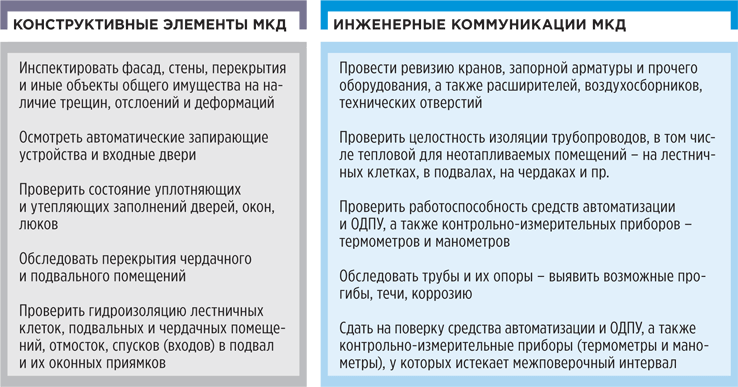 КОНСТРУКТИВНЫЕ ЭЛЕМЕНТЫ МКД
Инспектировать фасад, стены, перекрытия
и иные объекты общего имущества на на-
личие трещин, отслоений и деформаций
Осмотреть автоматические запирающие
устройства и входные двери
Проверить состояние уплотняющих
и утепляющих заполнений дверей, окон,
люков
Обследовать перекрытия чердачного
и подвального помещений
Проверить гидроизоляцию лестничных
клеток, подвальных и чердачных помеще-
ний, отмосток, спусков (входов) в подвал
и их оконных приямков
ИНЖЕНЕРНЫЕ КОММУНИКАЦИИ МКД
Провести ревизию кранов, запорной арматуры и прочего
оборудования, а также расширителей, воздухосборников,
технических отверстий
Проверить целостность изоляции трубопроводов, в том чис-
ле тепловой для неотапливаемых помещений – на лестнич-
ных клетках, в подвалах, на чердаках и пр.
Проверить работоспособность средств автоматизации
и ОДПУ, а также контрольно-измерительных приборов –
термометров и манометров
Обследовать трубы и их опоры – выявить возможные про-
гибы, течи, коррозию
Сдать на поверку средства автоматизации и ОДПУ, а также
контрольно-измерительные приборы (термометры и мано-
метры), у которых истекает межповерочный интервал